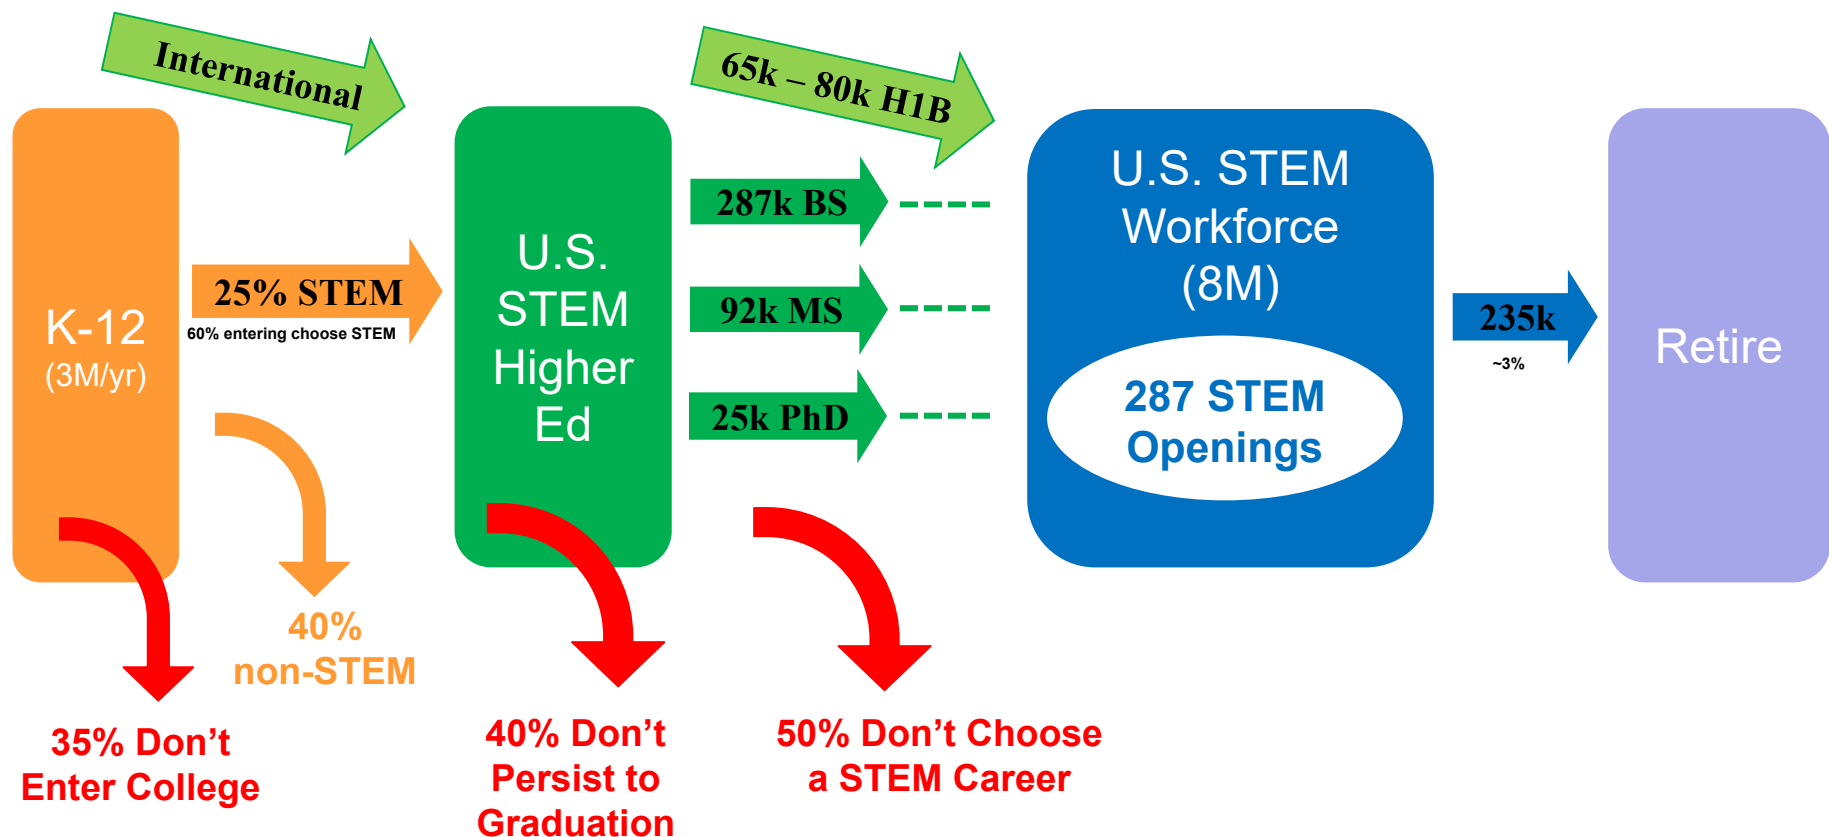 International
65k – 80k H1B
K-12
(3M/yr)
25% STEM
60% entering choose STEM
U.S.
STEM
Higher
Ed
287k BS
92k MS
25k PhD
U.S. STEM
Workforce
(8M)
287 STEM
Openings
235k
~3%
Retire
40%
non-STEM
35% Don’t
Enter College
40% Don’t
Persist to
Graduation
50% Don’t Choose
a STEM Career